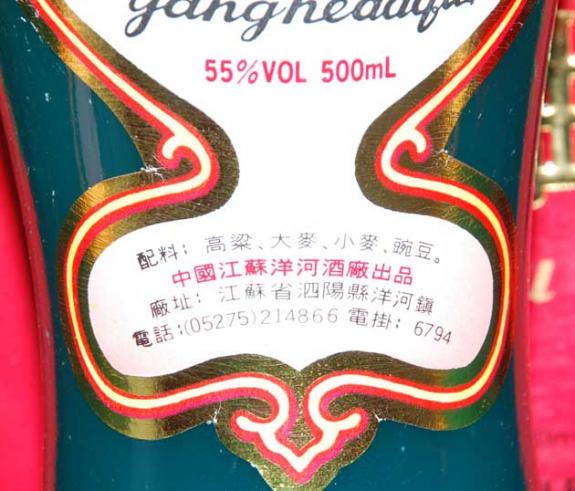 55%VOL 500mL
配料: 高粱、大麥、小麥、豌豆。
中國江蘇洋河酒廠出品
廠址: 江蘇省泗陽縣洋河鎮
電話:(05275)214866 電掛: 6794